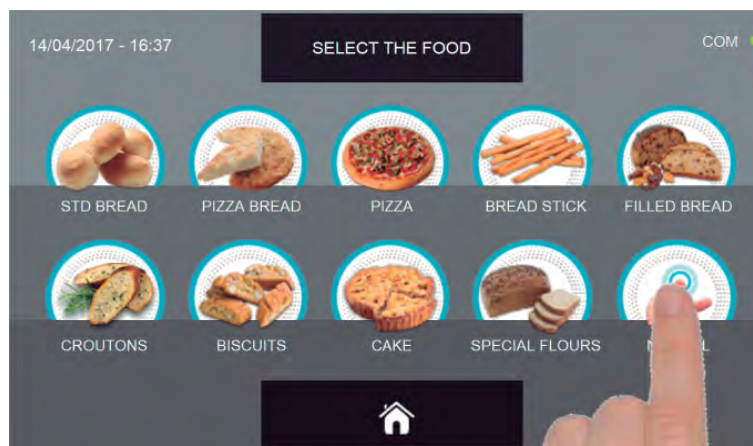 14/04/2017 - 16:37
SELECT THE FOOD
COM
STD BREAD
PIZZA BREAD
PIZZA
BREAD STICK
FILLED BREAD
CROUTONS
BISCUITS
CAKE
SPECIAL FLOURS